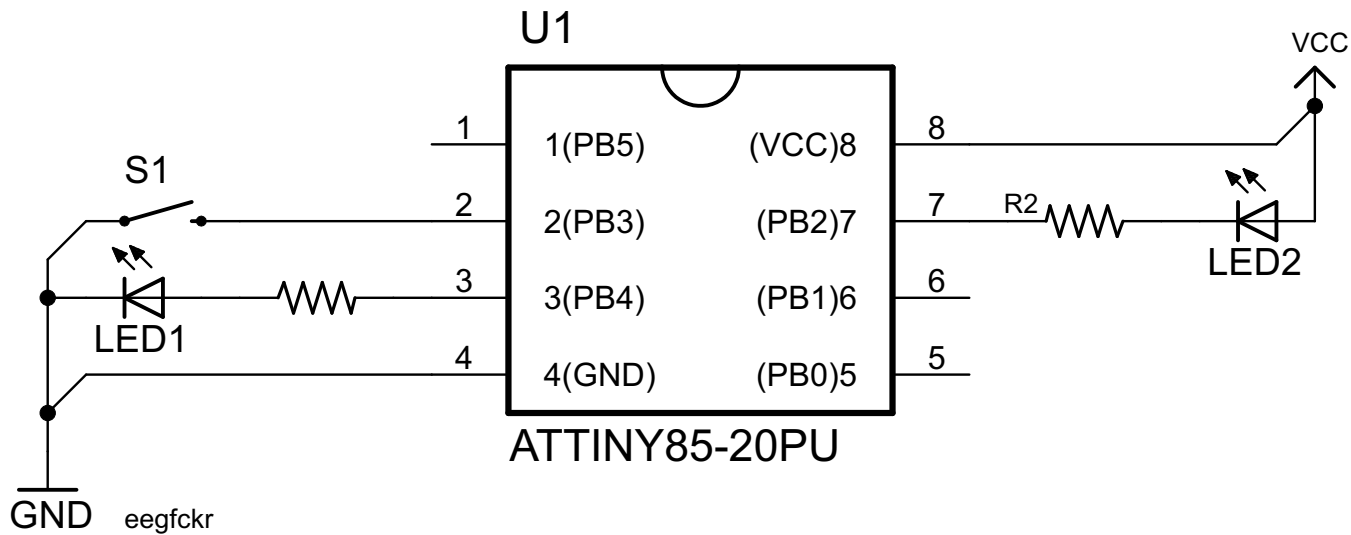 U1
VCC
1 1(PB5) (VCC)8 8
S1
2 2(PB3) (PB2)7 7 R2
LED2
3 3(PB4) (PB1)6 6
LED1
4 4(GND) (PB0)5 5
ATTINY85-20PU
GND eegfckr